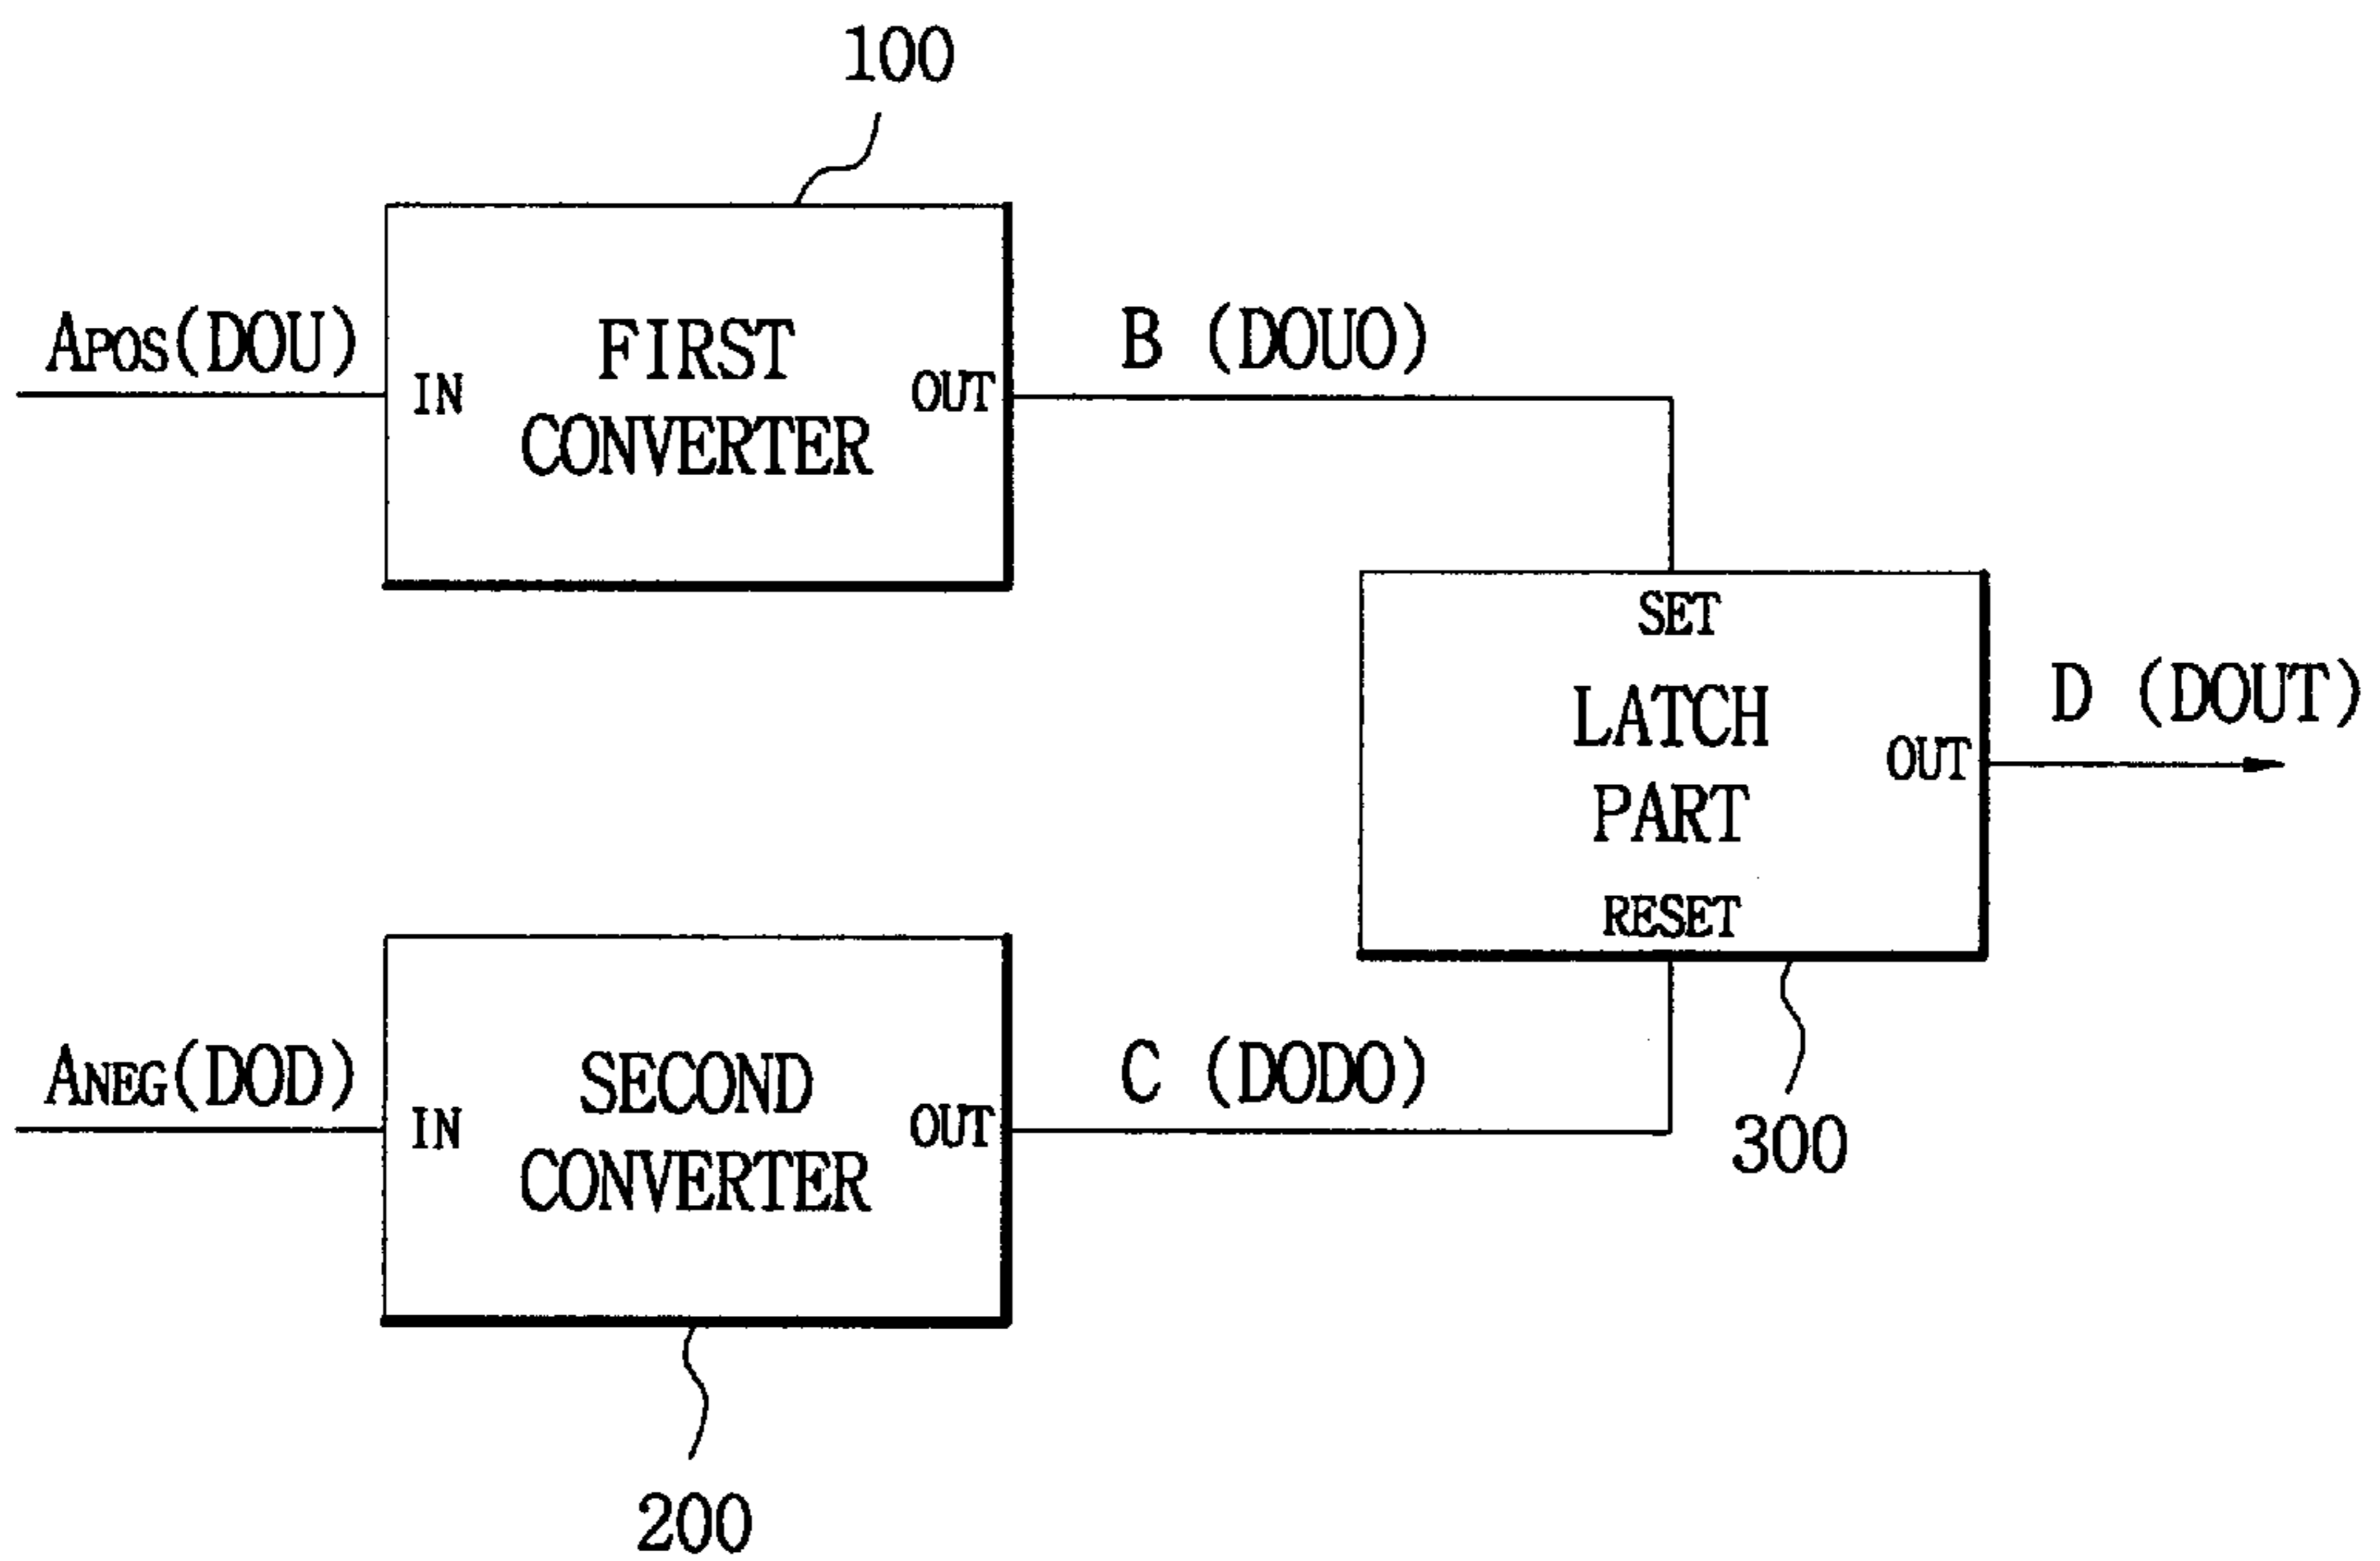 100
APOS(DOU)
IN
FIRST
CONVERTER
OUT
B (DOUO)
SET
LATCH
PART
RESET
OUT
D (DOUT)
300
ANEG(DOD)
IN
SECOND
CONVERTER
OUT
C (DODO)
200